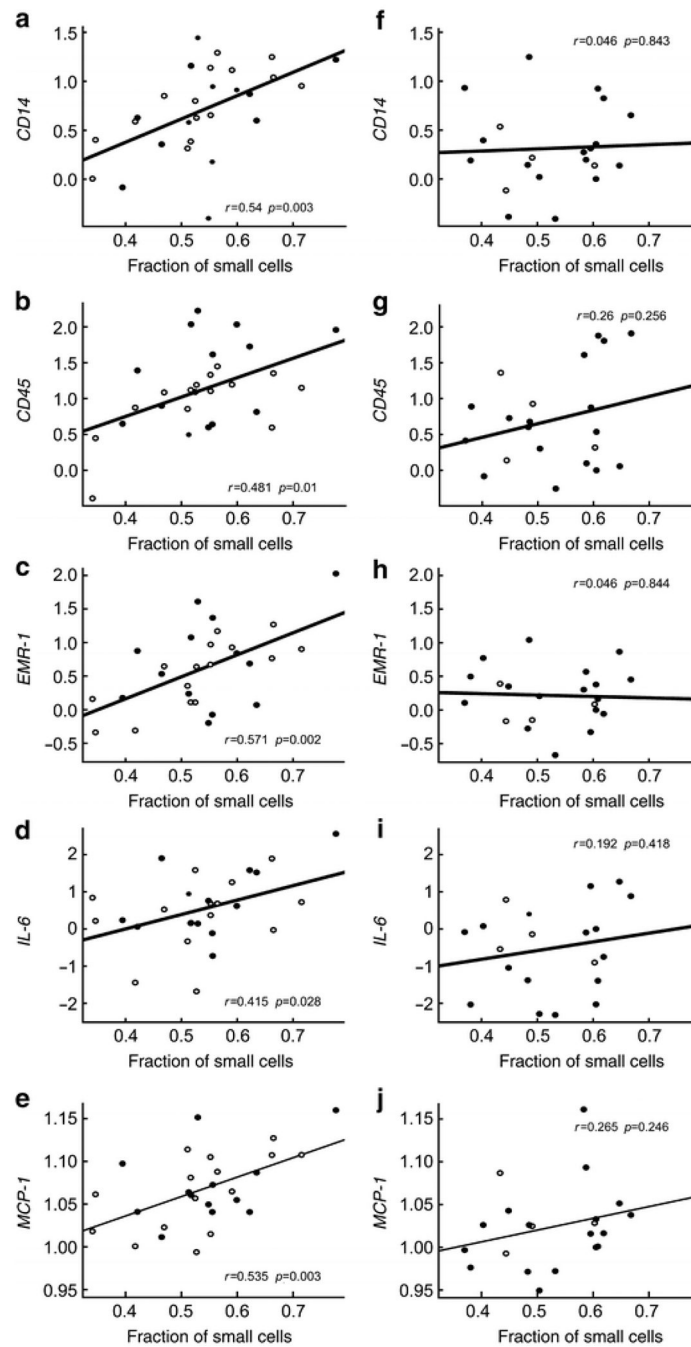 a
1.5
1.0
0.5
0.0
CD14
r=0.54 p=0.003
0.4 0.5 0.6 0.7
Fraction of small cells
f
1.5
1.0
0.5
0.0
CD14
r=0.046 p=0.843
0.4 0.5 0.6 0.7
Fraction of small cells
b
2.0
1.5
1.0
0.5
0.0
CD45
r=0.481 p=0.01
0.4 0.5 0.6 0.7
Fraction of small cells
g
2.0
1.5
1.0
0.5
0.0
CD45
r=0.26 p=0.256
0.4 0.5 0.6 0.7
Fraction of small cells
c
2.0
1.5
1.0
0.5
0.0
−0.5
EMR-1
r=0.571 p=0.002
0.4 0.5 0.6 0.7
Fraction of small cells
h
2.0
1.5
1.0
0.5
0.0
−0.5
EMR-1
r=0.046 p=0.844
0.4 0.5 0.6 0.7
Fraction of small cells
d
2
1
0
−1
−2
IL-6
r=0.415 p=0.028
0.4 0.5 0.6 0.7
Fraction of small cells
i
2
1
0
−1
−2
IL-6
r=0.192 p=0.418
0.4 0.5 0.6 0.7
Fraction of small cells
e
1.15
1.10
1.05
1.00
0.95
MCP-1
r=0.535 p=0.003
0.4 0.5 0.6 0.7
Fraction of small cells
j
1.15
1.10
1.05
1.00
0.95
MCP-1
r=0.265 p=0.246
0.4 0.5 0.6 0.7
Fraction of small cells